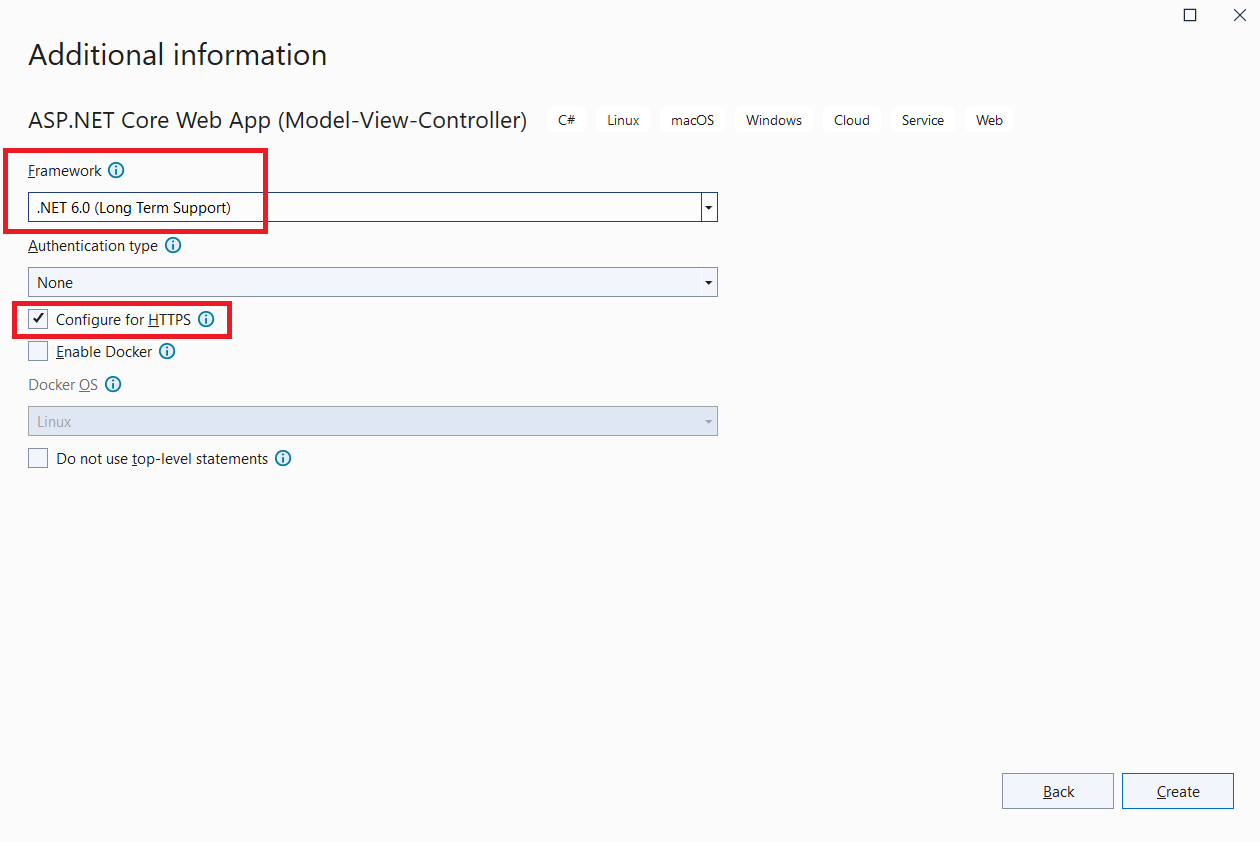 Additional information
ASP.NET Core Web App (Model-View-Controller) C# Linux macOS Windows Cloud Service Web
Framework
.NET 6.0 (Long Term Support)
Authentication type
None
Configure for HTTPS
Enable Docker
Docker OS
Linux
Do not use top-level statements
Back Create